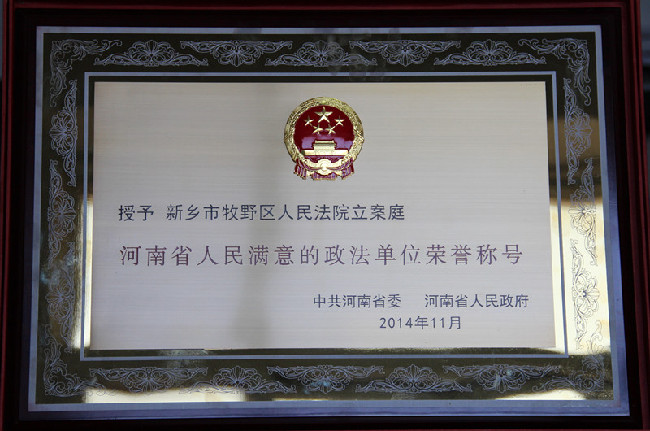 授予 新乡市牧野区人民法院立案庭
河南省人民满意的政法单位荣誉称号
中共河南省委 河南省人民政府
2014年11月